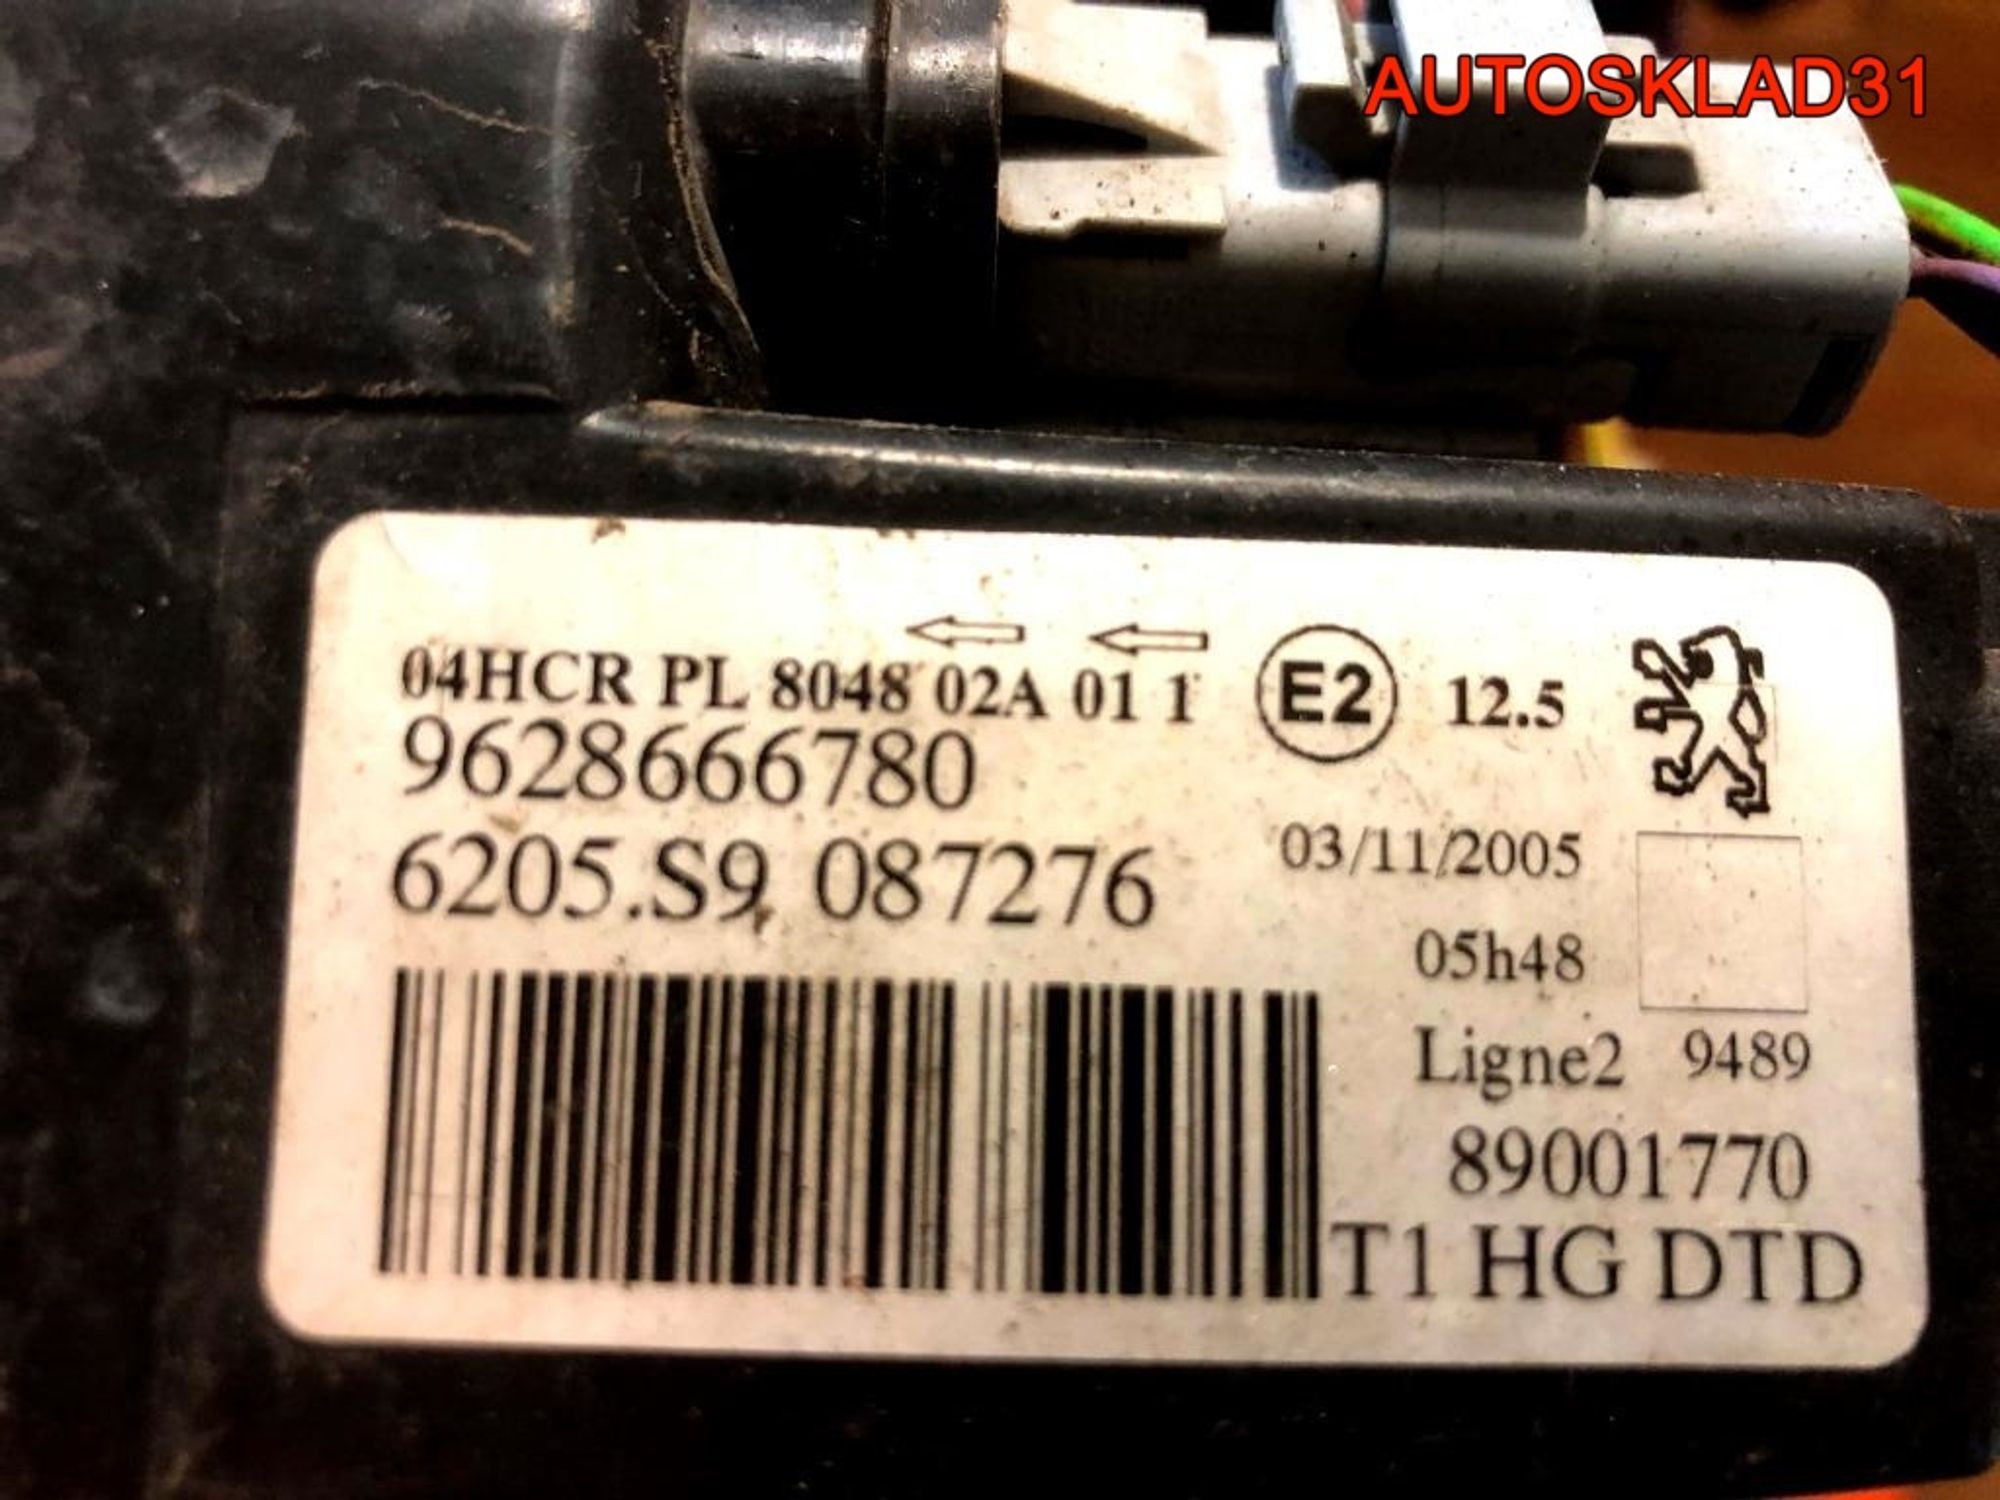 AUTOSKLAD31
04HCR PL 8048 02A 01 1 E2 12.5
9628666780
6205.S9 087276 03/11/2005
05h48
Ligne2 9489
89001770
T1 HG DTD